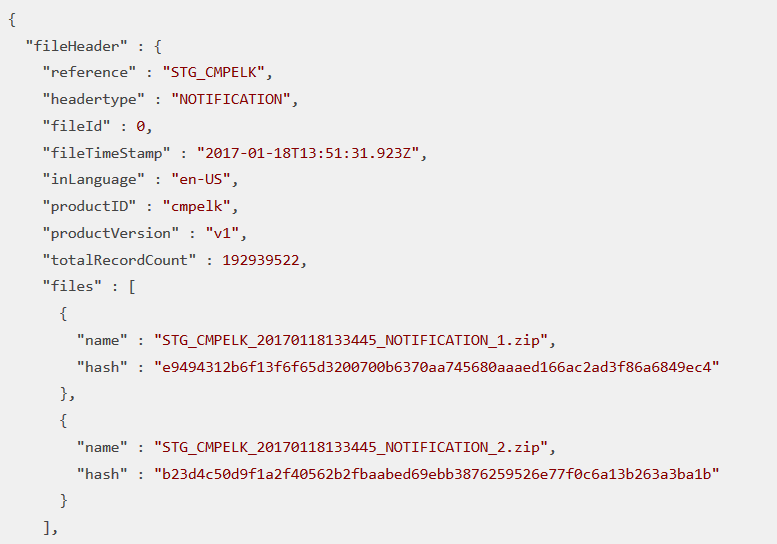 {
"fileHeader" : {
"reference" : "STG_CMPELK",
"headertype" : "NOTIFICATION",
"fileId" : 0,
"fileTimeStamp" : "2017-01-18T13:51:31.923Z",
"inLanguage" : "en-US",
"productID" : "cmpelk",
"productVersion" : "v1",
"totalRecordCount" : 192939522,
"files" : [
{
"name" : "STG_CMPELK_20170118133445_NOTIFICATION_1.zip",
"hash" : "e9494312b6f13f6f65d3200700b6370aa745680aaaed166ac2ad3f86a6849ec4"
},
{
"name" : "STG_CMPELK_20170118133445_NOTIFICATION_2.zip",
"hash" : "b23d4c50d9f1a2f40562b2fbaabed69ebb3876259526e77f0c6a13b263a3ba1b"
}
],